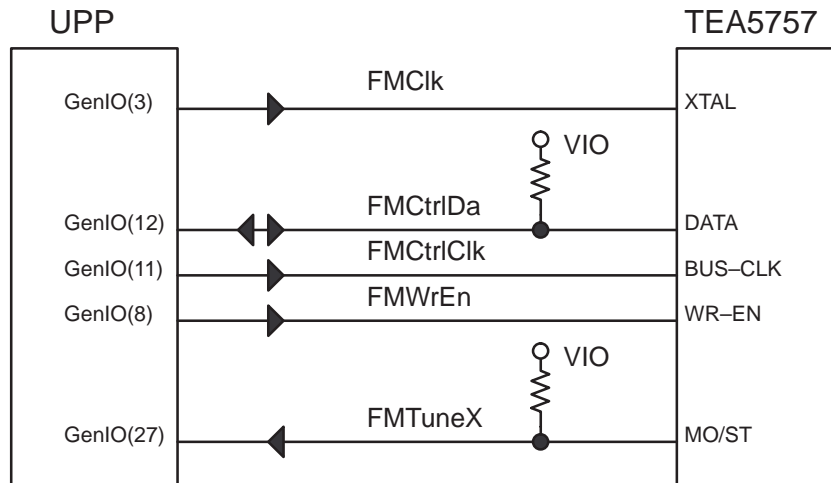 UPP
TEA5757
FMClk
GenIO(3)
XTAL
VIO
FMCtrlDa
GenIO(12)
DATA
FMCtrlClk
GenIO(11)
BUS–CLK
FMWrEn
GenIO(8)
WR–EN
VIO
FMTuneX
GenIO(27)
MO/ST